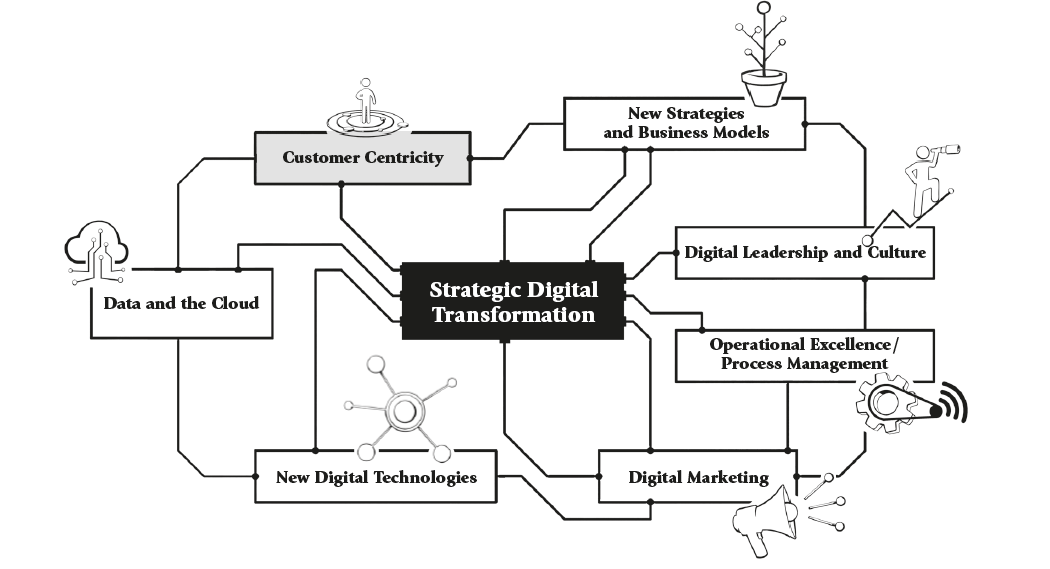 New Strategies
and Business Models
Customer Centricity
Digital Leadership and Culture
Data and the Cloud
Strategic Digital
Transformation
Operational Excellence/
Process Management
New Digital Technologies
Digital Marketing